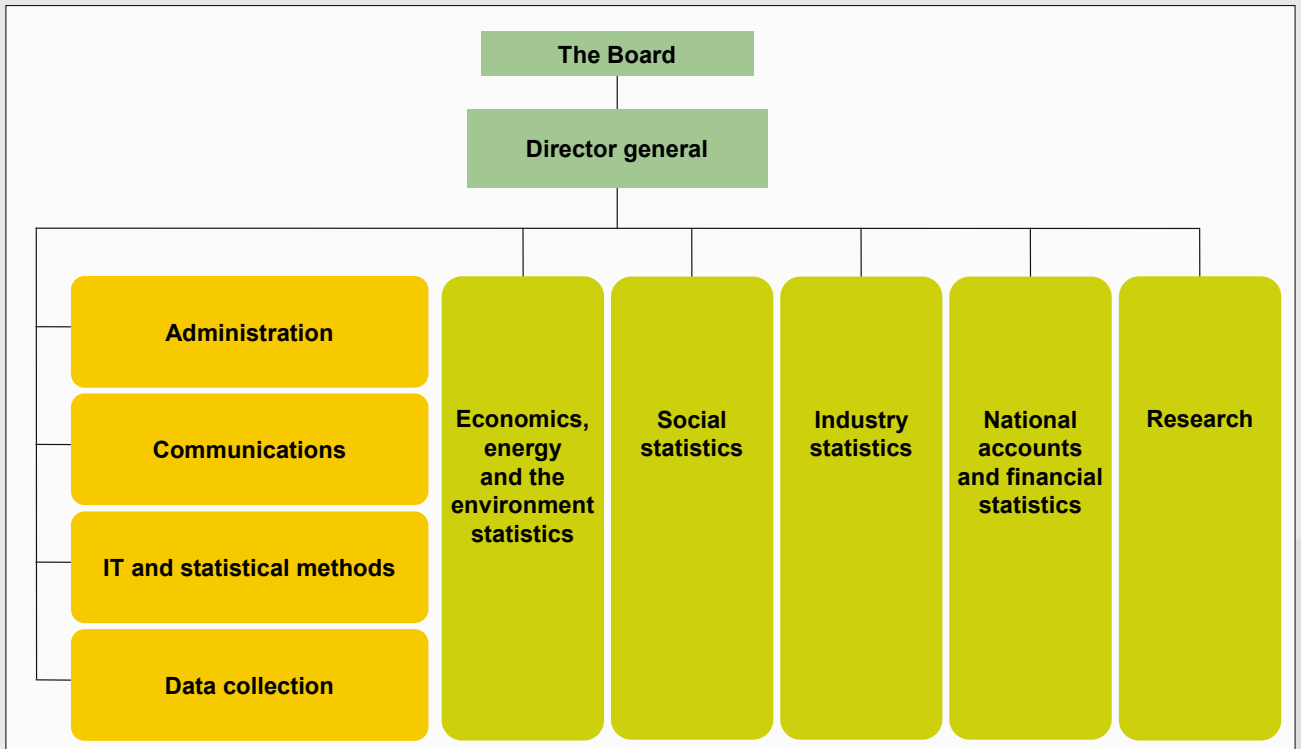 The Board
Director general
Administration
Communications
IT and statistical methods
Data collection
Economics,
energy
and the
environment
statistics
Social
statistics
Industry
statistics
National
accounts
and financial
statistics
Research